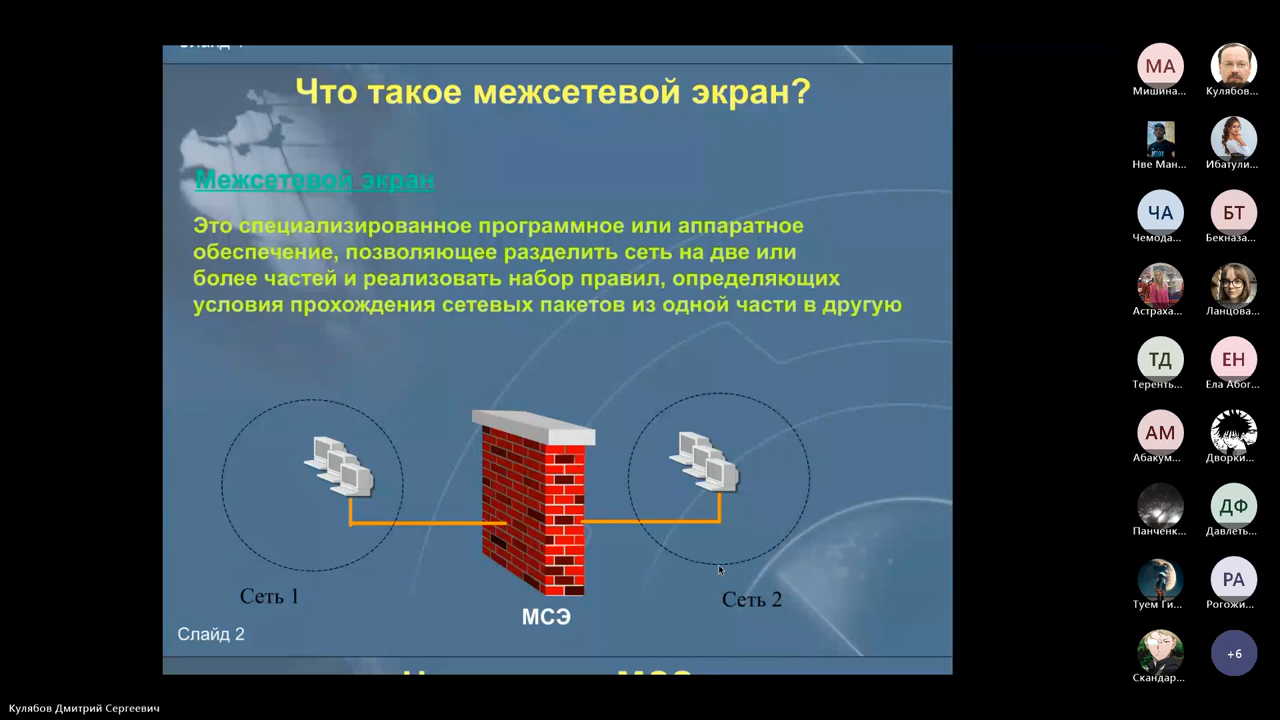 Что такое межсетевой экран?
Межсетевой экран
Это специализированное программное или аппаратное
обеспечение, позволяющее разделить сеть на две или
более частей и реализовать набор правил, определяющих
условия прохождения сетевых пакетов из одной части в другую
Сеть 1
МСЭ
Сеть 2
Слайд 2
МА
Мишина...
Кулябов...
Нве Ман...
Ибатули...
ЧА
Чемода...
БТ
Бекназа...
Астраха...
Ланцова...
ТД
Теренть...
ЕН
Ела Абог...
АМ
Абакум...
Дворки...
Панченк...
ДФ
Давлеть...
Туем Ги...
РА
Рогожи...
Скандар...
+6
Кулябов Дмитрий Сергеевич